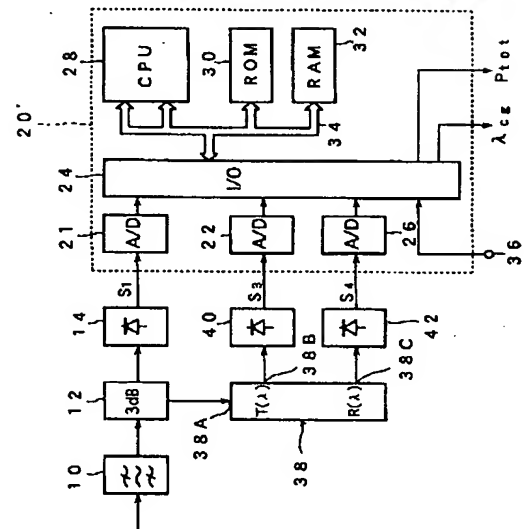 20'
10
12
3dB
14
S1
21
A/D
24
I/O
28
CPU
30
ROM
32
RAM
34
38A
T(λ)
38B
40
S3
22
A/D
38
R(λ)
38C
42
S4
26
A/D
36
λcg
Ptot